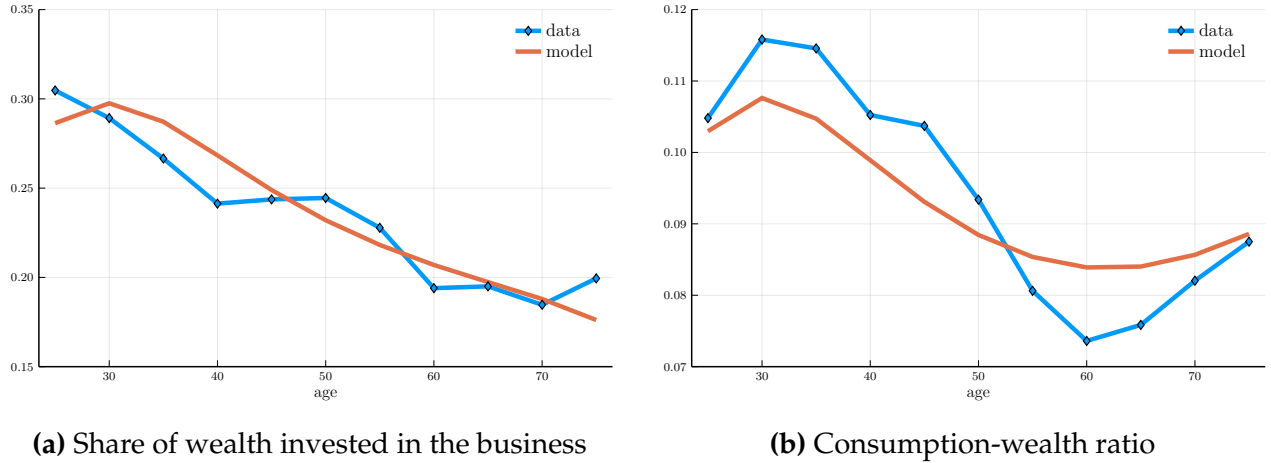 0.35
0.30
0.25
0.20
0.15
30 40 50 60 70
age
data
model
(a) Share of wealth invested in the business
0.12
0.11
0.10
0.09
0.08
0.07
30 40 50 60 70
age
data
model
(b) Consumption-wealth ratio